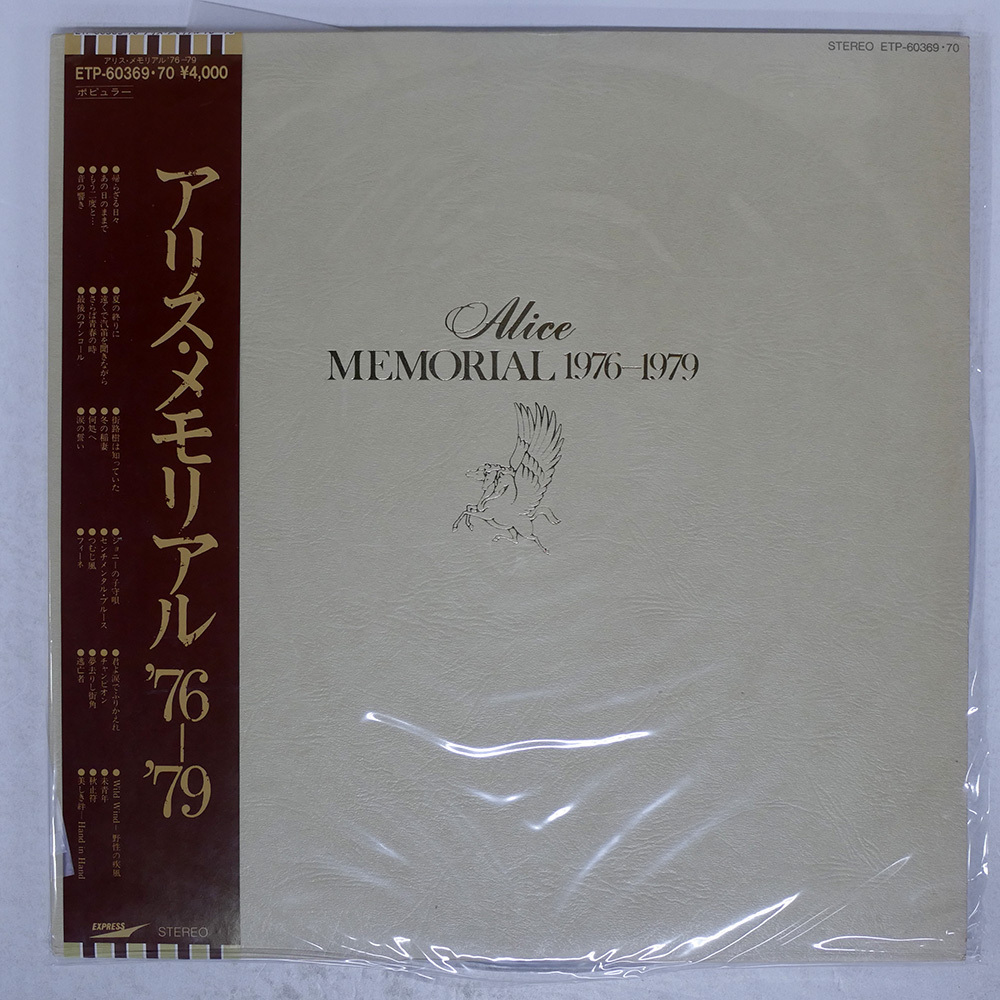 アリス・メモリアル'76–'79
ETP-60369・70 ¥4,000
ポピュラー
アリス・メモリアル'76–'79
●帰らざる日々
●あの日のままで
●もう二度と…
●音の響き
●夏の終りに
●遠くで汽笛を聞きながら
●さらば青春の時
●最後のアンコール
●街路樹は知っていた
●冬の稲妻
●何処へ
●涙の誓い
●ジョニーの子守唄
●センチメンタル・ブルース
●つむじ風
●フィーネ
●君よ涙でふりかえれ
●チャンピオン
●夢去りし街角
●逃亡者
●Wild Wind–野性の疾風
●未青年
●秋止符
●美しき絆–Hand in Hand
EXPRESS
STEREO
STEREO ETP-60369・70
Alice
MEMORIAL 1976–1979